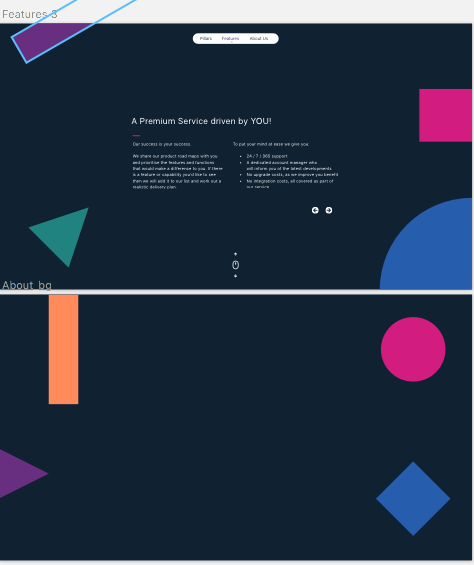 Features 3
Pillars Features About Us
A Premium Service driven by YOU!
Our success is your success.
We share our product road maps with you
and prioritise the features and functions
that would make a difference to you. If there
is a feature or capability you'd like to see
then we will add it to our list and work out a
realistic delivery plan.
To put your mind at ease we give you:
• 24 / 7 / 365 support
• A dedicated account manager who
will inform you of the latest developments
• No upgrade costs, as we improve you benefit
• No integration costs, all covered as part of
our service
About bg